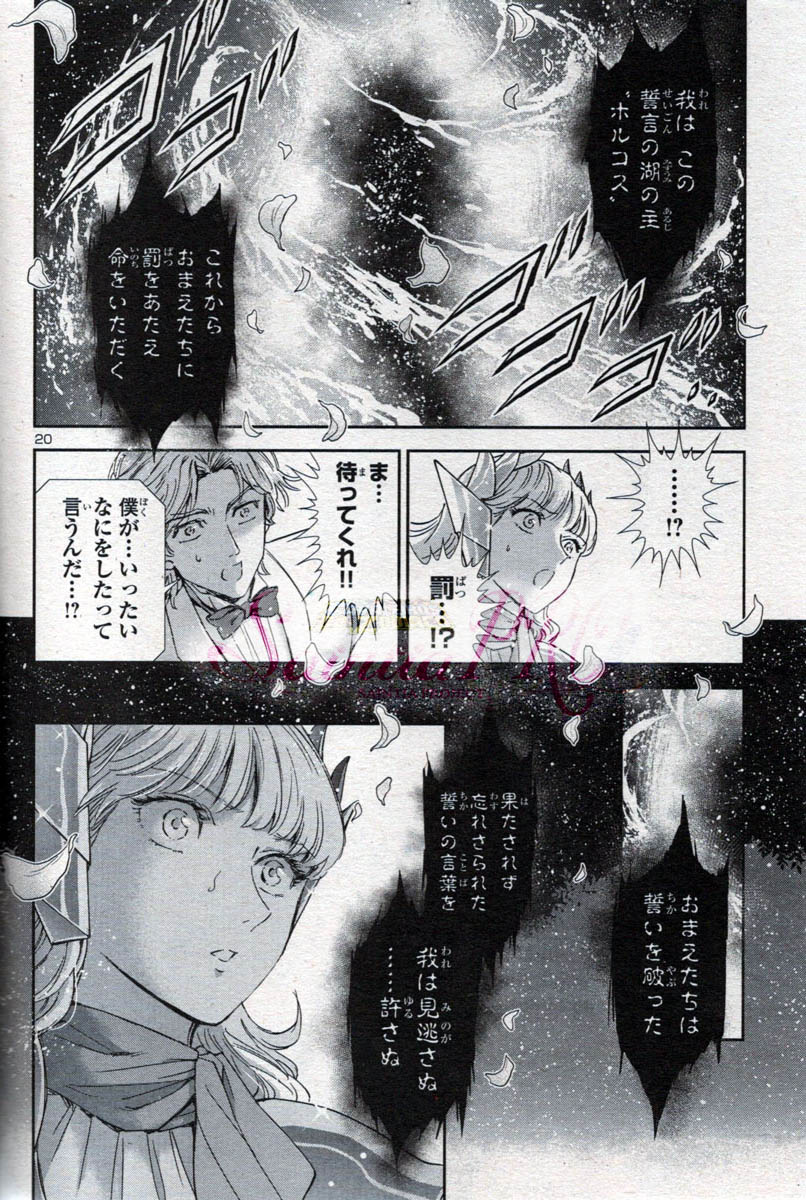 我は この
誓言の湖の主
“ホルコス”
ゴゴ
これから
おまえたちに
罰をあたえ
命をいただく
ゴゴゴ
20
………!?
罰…!?
ま…
待ってくれ!!
僕が…いったい
なにをしたって
言うんだ…!?
おまえたちは
誓いを破った
果たされず
忘れさられた
誓いの言葉を
我は見逃さぬ
……許さぬ
SAINTIA PROJECT